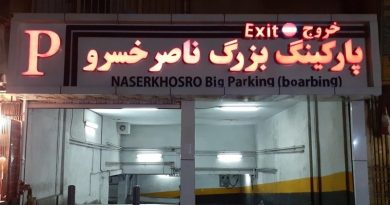 Exit خروج
P پارکینگ بزرگ ناصر خسرو
NASERKHOSRO Big Parking (boarbing)